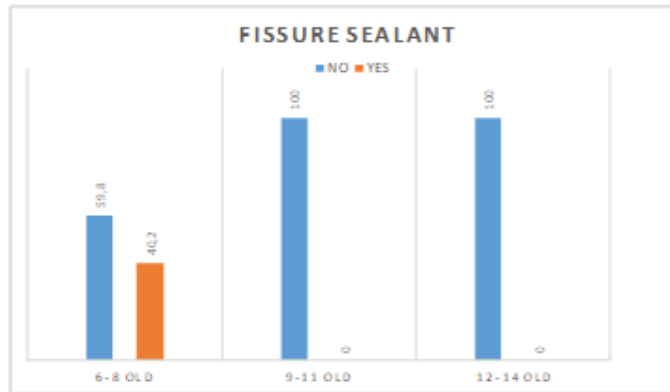 FISSURE SEALANT
NO YES
59,8
40,2
100
0
100
0
6-8 OLD 9-11 OLD 12-14 OLD